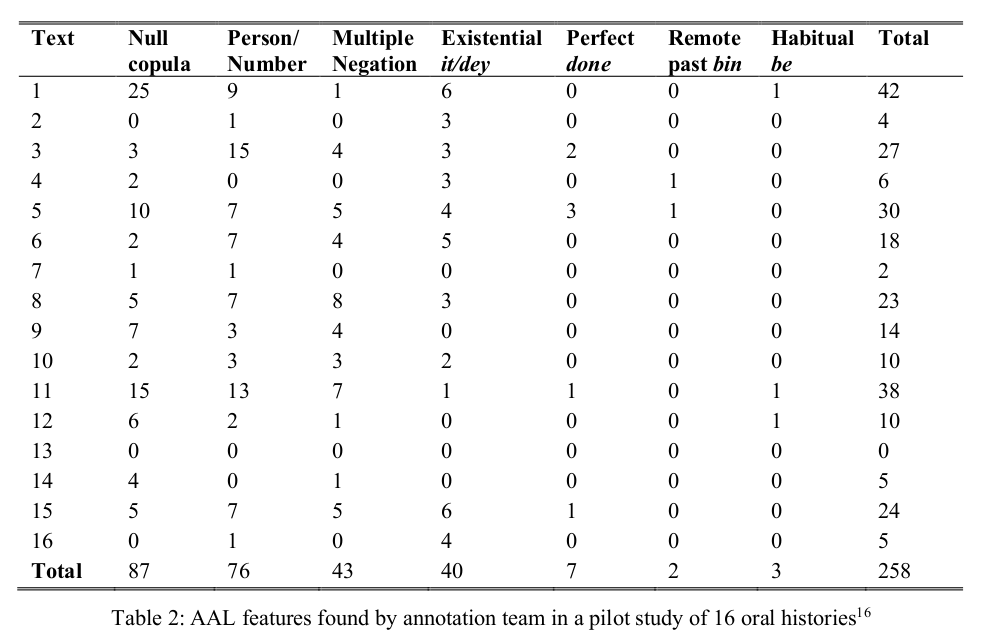 Text Null Person/ Multiple Existential Perfect Remote Habitual Total
copula Number Negation it/dey done past bin be
1 25 9 1 6 0 0 1 42
2 0 1 0 3 0 0 0 4
3 3 15 4 3 2 0 0 27
4 2 0 0 3 0 1 0 6
5 10 7 5 4 3 1 0 30
6 2 7 4 5 0 0 0 18
7 1 1 0 0 0 0 0 2
8 5 7 8 3 0 0 0 23
9 7 3 4 0 0 0 0 14
10 2 3 3 2 0 0 0 10
11 15 13 7 1 1 0 1 38
12 6 2 1 0 0 0 1 10
13 0 0 0 0 0 0 0 0
14 4 0 1 0 0 0 0 5
15 5 7 5 6 1 0 0 24
16 0 1 0 4 0 0 0 5
Total 87 76 43 40 7 2 3 258
Table 2: AAL features found by annotation team in a pilot study of 16 oral histories16